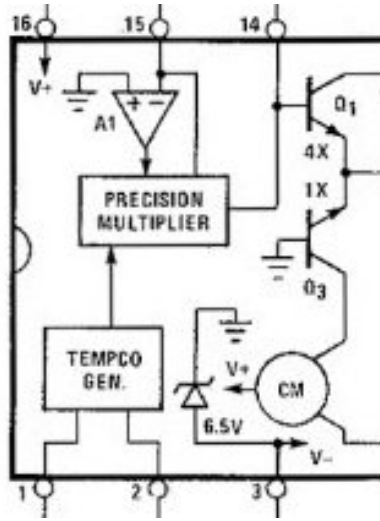 16
15
14
V+
+ -
A1
Q1
4X
PRECISION
MULTIPLIER
1X
Q3
TEMPCO
GEN.
V+
CM
6.5V
V-
1
2
3